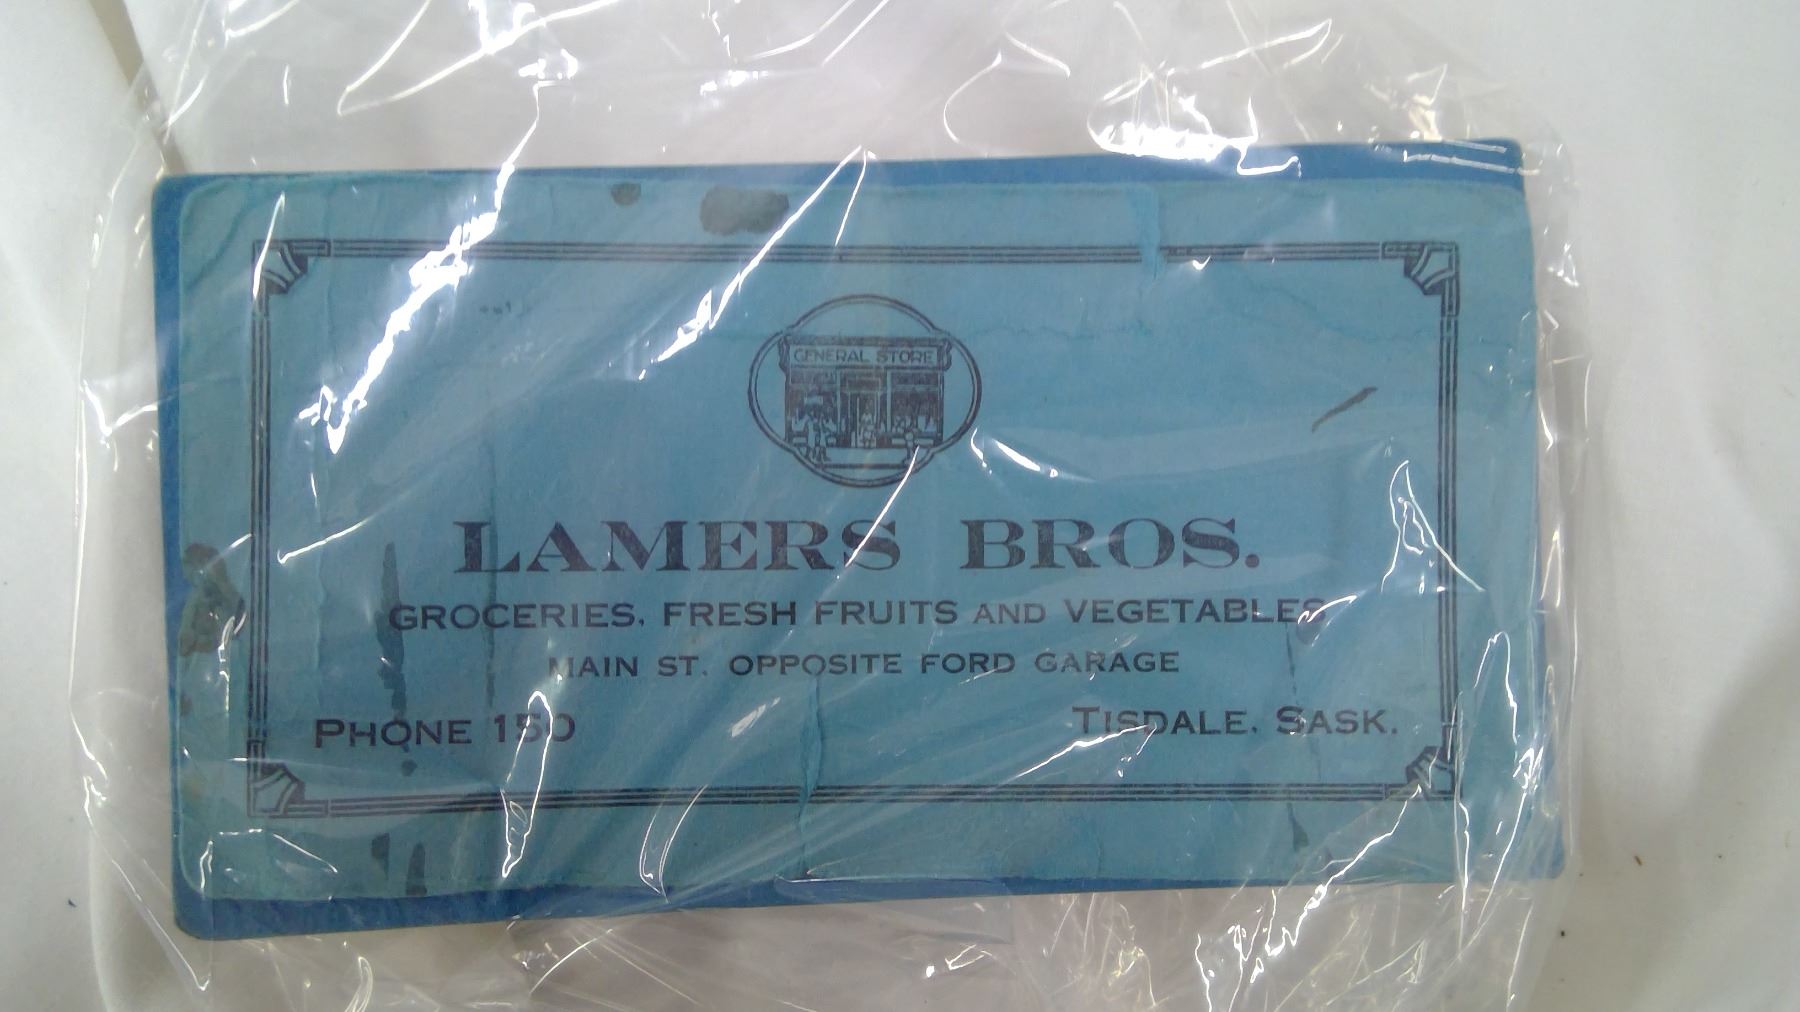 GENERAL STORE
LAMERS BROS.
GROCERIES, FRESH FRUITS AND VEGETABLES
MAIN ST. OPPOSITE FORD GARAGE
PHONE 150
TISDALE, SASK.